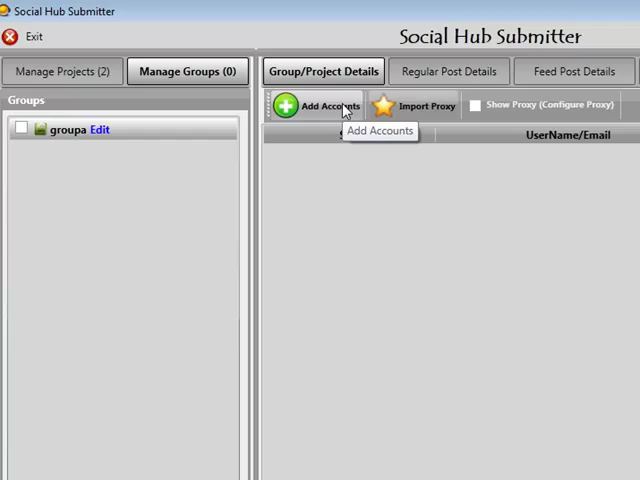 Social Hub Submitter
Exit
Social Hub Submitter
Manage Projects (2)
Manage Groups (0)
Group/Project Details
Regular Post Details
Feed Post Details
Groups
Add Accounts
Import Proxy
Show Proxy (Configure Proxy)
groupa Edit
Add Accounts
UserName/Email